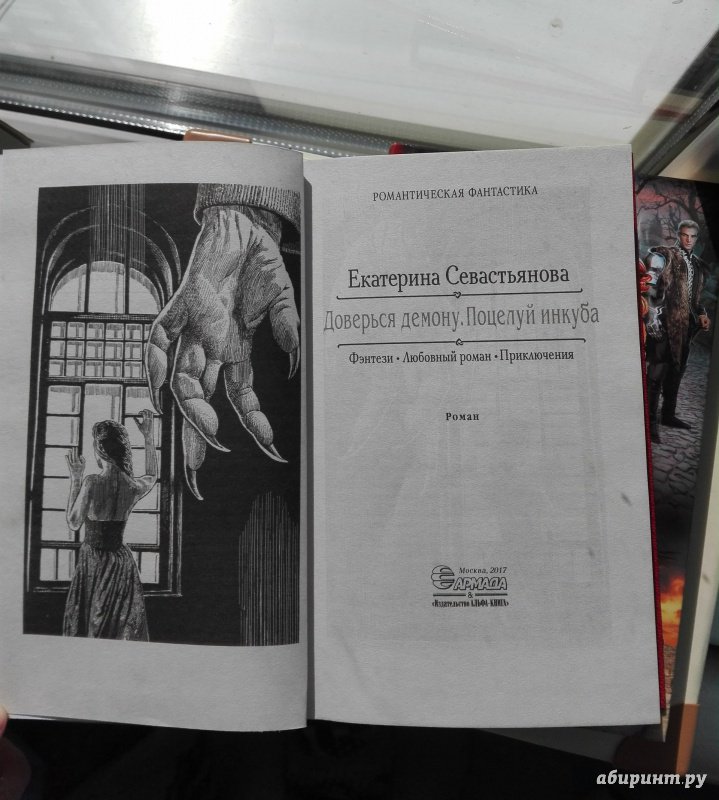 РОМАНТИЧЕСКАЯ ФАНТАСТИКА
Екатерина Севастьянова
Доверься демону. Поцелуй инкуба
Фэнтези • Любовный роман • Приключения
Роман
Москва, 2017
АРМАДА
&
«Издательство АЛЬФА-КНИГА»
абиринт.ру